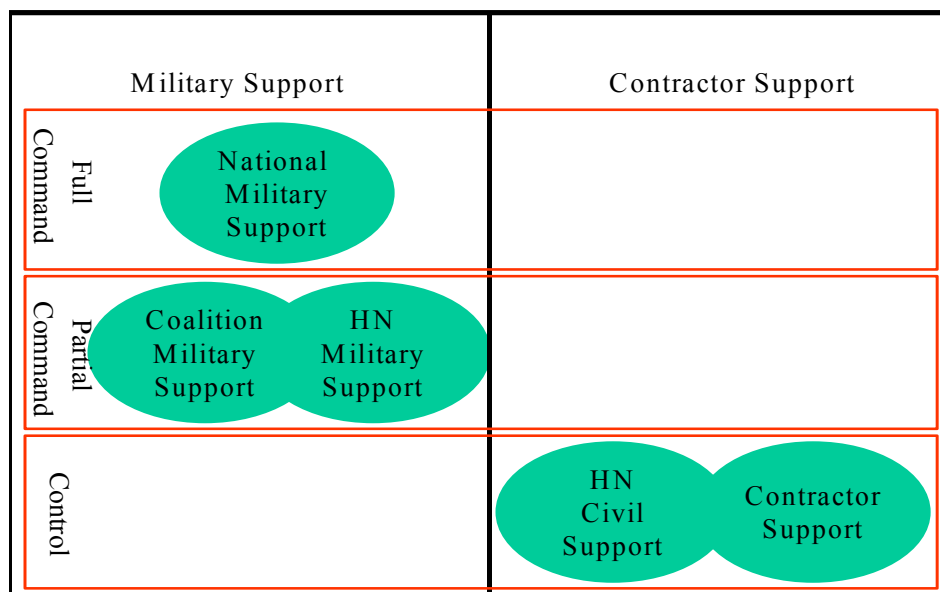 Military Support
Contractor Support
Full
Command
National
Military
Support
Partial
Command
Coalition
Military
Support
HN
Military
Support
Control
HN
Civil
Support
Contractor
Support